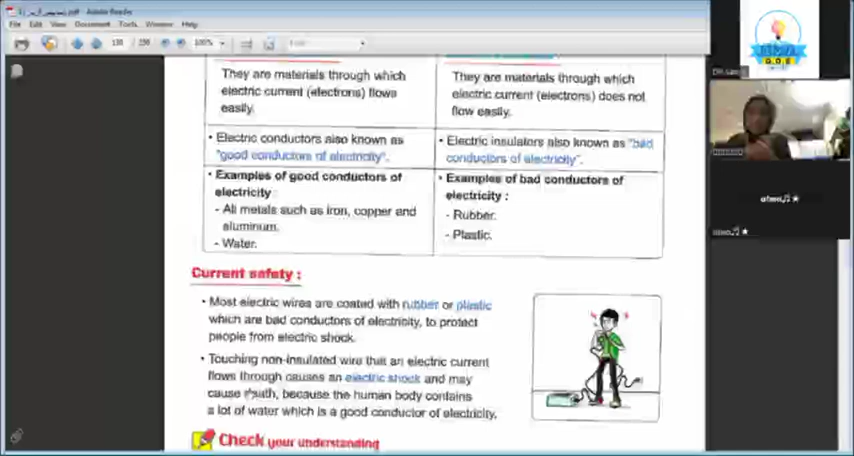 File Edit View Document Tools Window Help
100%
They are materials through which
electric current (electrons) flows
easily.
They are materials through which
electric current (electrons) does not
flow easily.
• Electric conductors also known as
"good conductors of electricity".
• Electric insulators also known as "bad
conductors of electricity".
• Examples of good conductors of
electricity :
- All metals such as iron, copper and
aluminum.
- Water.
• Examples of bad conductors of
electricity :
- Rubber.
- Plastic.
Current safety :
• Most electric wires are coated with rubber or plastic
which are bad conductors of electricity, to protect
people from electric shock.
• Touching non-insulated wire that an electric current
flows through causes an electric shock and may
cause death, because the human body contains
a lot of water which is a good conductor of electricity.
Check your understanding